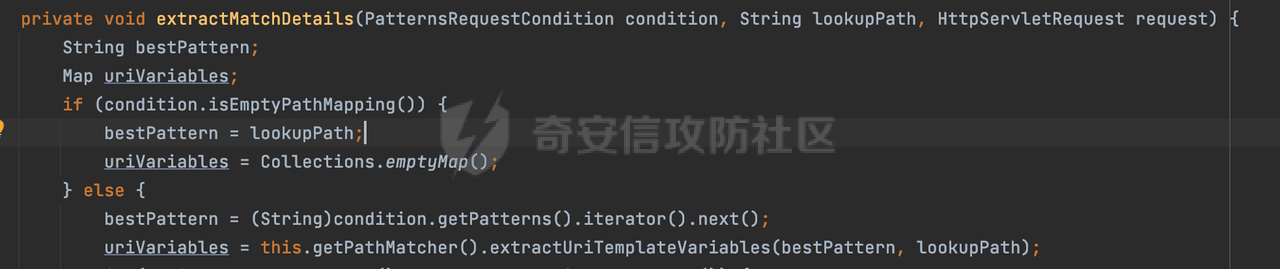 private void extractMatchDetails(PatternsRequestCondition condition, String lookupPath, HttpServletRequest request) {
String bestPattern;
Map uriVariables;
if (condition.isEmptyPathMapping()) {
bestPattern = lookupPath;
uriVariables = Collections.emptyMap();
} else {
bestPattern = (String)condition.getPatterns().iterator().next();
uriVariables = this.getPathMatcher().extractUriTemplateVariables(bestPattern, lookupPath);
奇安信攻防社区